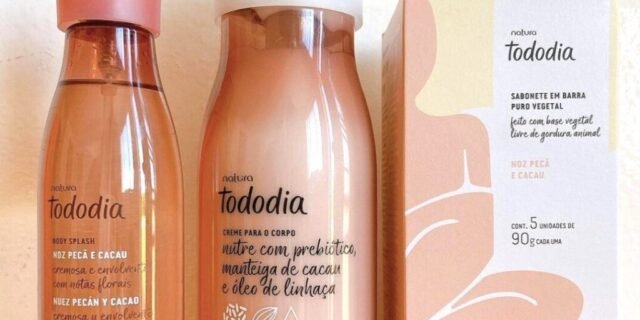 natura
tododia
BODY SPLASH
NOZ PECÃ E CACAU
cremosa e envolvente
com notas florais
NUEZ PECÁN Y CACAO
cremosa y envolvente
natura
tododia
CREME PARA O CORPO
nutre com prebiótico,
manteiga de cacau
e óleo de linhaça
natura
tododia
SABONETE EM BARRA
PURO VEGETAL
feito com base vegetal
livre de gordura animal
NOZ PECÃ
E CACAU
CONT. 5 UNIDADES DE
90g CADA UMA